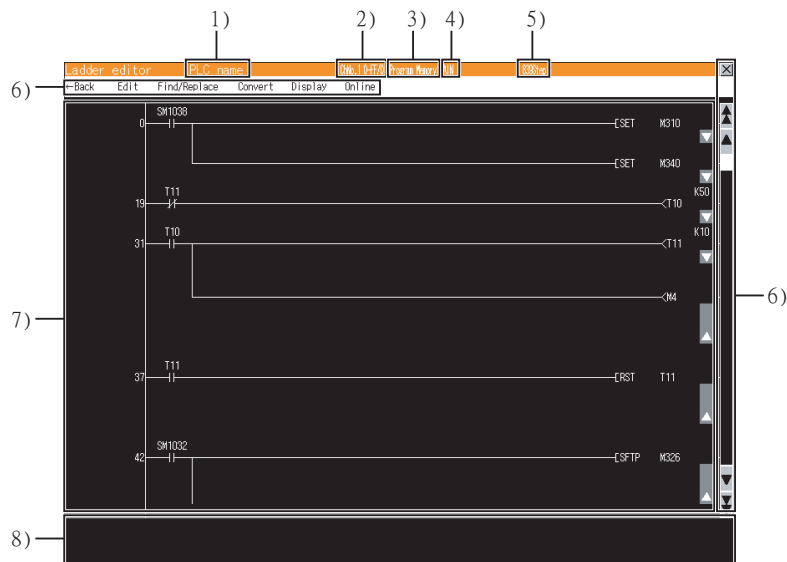 1) 2) 3) 4) 5)
Ladder editor PLC name Program Memory
6) ←Back Edit Find/Replace Convert Display Online
SM1038
0 [SET M310
[SET M340
T11 K50
19 <T10
T10 K10
31 <T11
<M4 6)
7)
T11
37 [RST T11
SM1032
42 [SFTP M326
8)